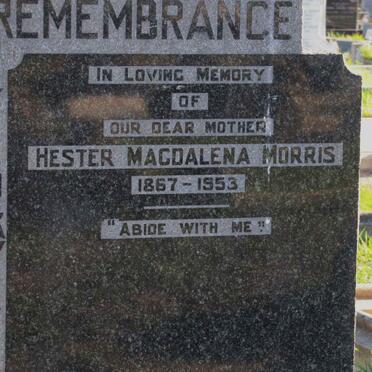 REMEMBRANCE
IN LOVING MEMORY
OF
OUR DEAR MOTHER
HESTER MAGDALENA MORRIS
1867-1953
"ABIDE WITH ME".